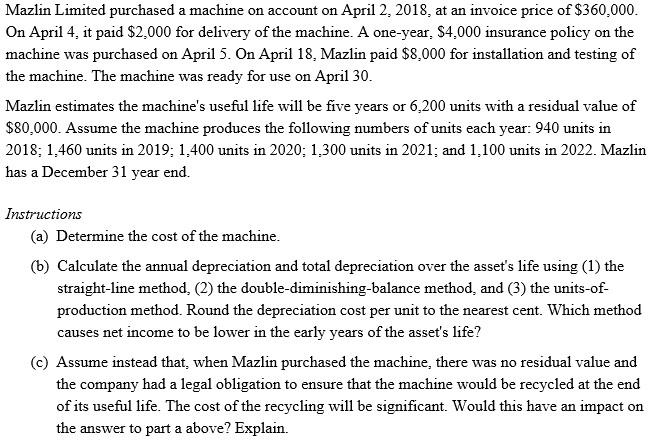 Mazlin Limited purchased a machine on account on April 2, 2018, at an invoice price of $360,000.
On April 4, it paid $2,000 for delivery of the machine. A one-year, $4,000 insurance policy on the
machine was purchased on April 5. On April 18, Mazlin paid $8,000 for installation and testing of
the machine. The machine was ready for use on April 30.
Mazlin estimates the machine's useful life will be five years or 6,200 units with a residual value of
$80,000. Assume the machine produces the following numbers of units each year: 940 units in
2018; 1,460 units in 2019; 1,400 units in 2020; 1,300 units in 2021; and 1,100 units in 2022. Mazlin
has a December 31 year end.
Instructions
(a) Determine the cost of the machine.
(b) Calculate the annual depreciation and total depreciation over the asset's life using (1) the
straight-line method, (2) the double-diminishing-balance method, and (3) the units-of-
production method. Round the depreciation cost per unit to the nearest cent. Which method
causes net income to be lower in the early years of the asset's life?
(c) Assume instead that, when Mazlin purchased the machine, there was no residual value and
the company had a legal obligation to ensure that the machine would be recycled at the end
of its useful life. The cost of the recycling will be significant. Would this have an impact on
the answer to part a above? Explain.